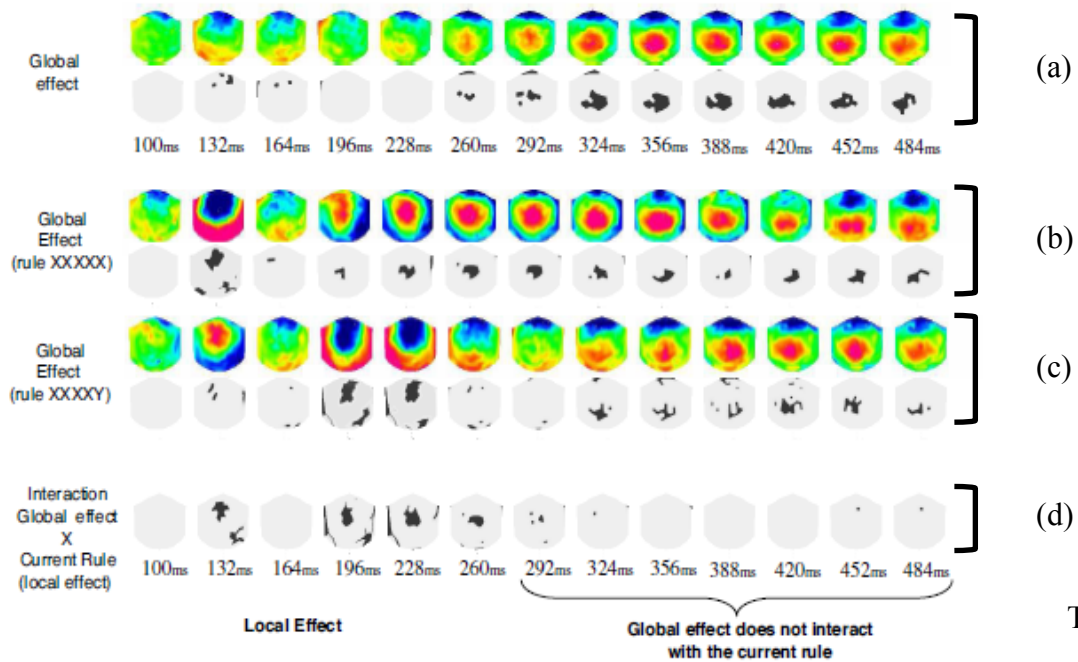 (a)
Global
effect
100ms 132ms 164ms 196ms 228ms 260ms 292ms 324ms 356ms 388ms 420ms 452ms 484ms
Global
Effect
(rule XXXXX)
(b)
Global
Effect
(rule XXXXY)
(c)
Interaction
Global effect
X
Current Rule
(local effect)
(d)
100ms 132ms 164ms 196ms 228ms 260ms 292ms 324ms 356ms 388ms 420ms 452ms 484ms
Local Effect
Global effect does not interact
with the current rule
T